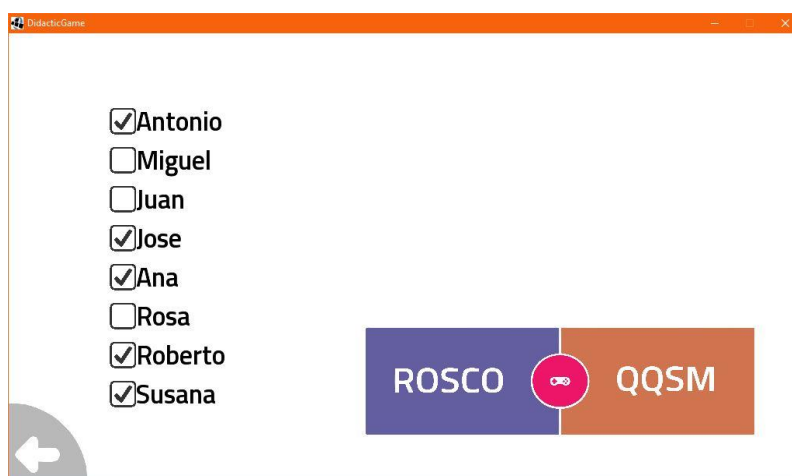 DidacticGame
Antonio
Miguel
Juan
Jose
Ana
Rosa
Roberto
Susana
ROSCO
QQSM